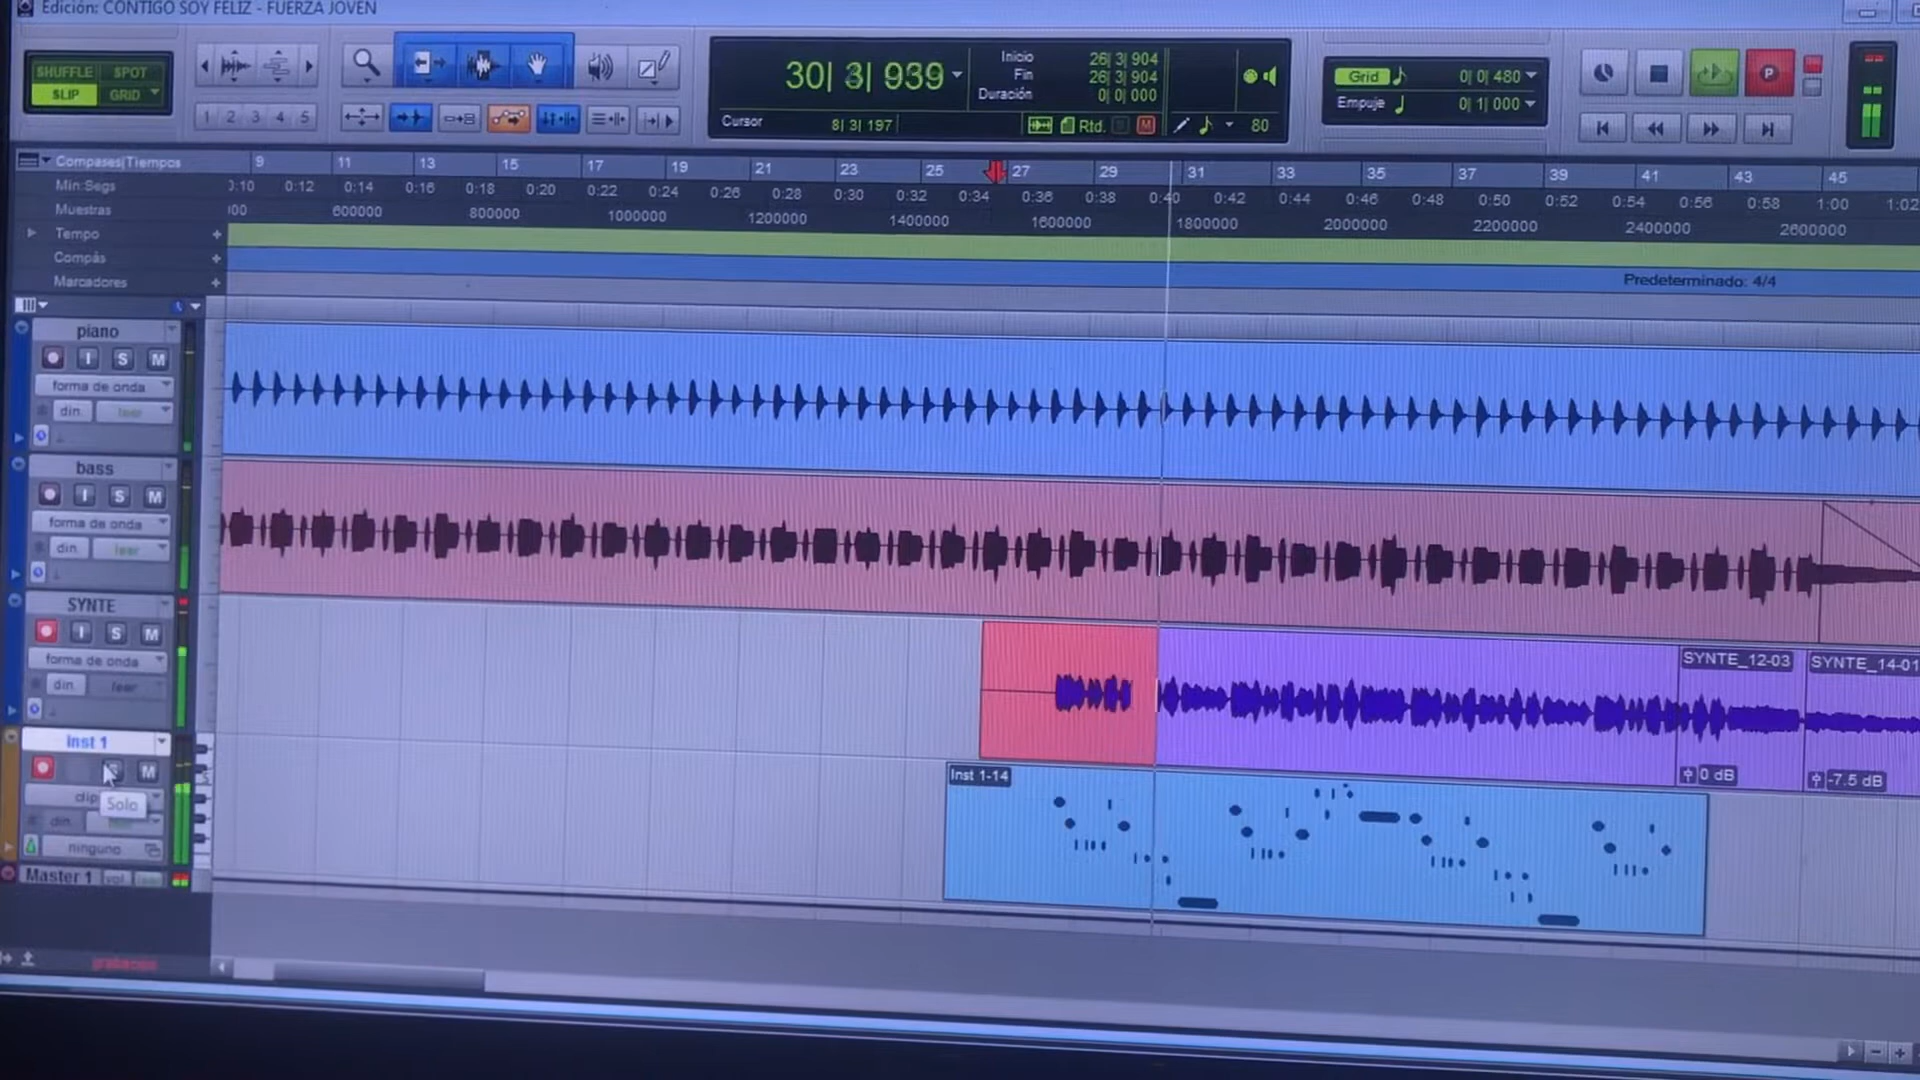 Edición: CONTIGO SOY FELIZ - FUERZA JOVEN
SHUFFLE SPOT
SLIP GRID
1 2 3 4 5
30| 3| 939
Inicio 26| 3| 904
Fin 26| 3| 904
Duración 0| 0| 000
Cursor 8| 3| 197
Rtd. M 80
Grid 0| 0| 480
Empuje 0| 1| 000
P
Compases|Tiempos 9 11 13 15 17 19 21 23 25 27 29 31 33 35 37 39 41 43 45
Min:Segs 0:12 0:14 0:16 0:18 0:20 0:22 0:24 0:26 0:28 0:30 0:32 0:34 0:36 0:38 0:40 0:42 0:44 0:46 0:48 0:50 0:52 0:54 0:56 0:58 1:00 1:02
Muestras 600000 800000 1000000 1200000 1400000 1600000 1800000 2000000 2200000 2400000 2600000
Tempo
Compás
Marcadores
Predeterminado: 4/4
piano
I S M
forma de onda
din. leer
bass
I S M
forma de onda
din. leer
SYNTE
I S M
forma de onda
din. leer
SYNTE_12-03
SYNTE_14-01
0 dB
-7.5 dB
Inst 1
M
clip
Solo
din.
ninguno
Inst 1-14
Master 1 vol